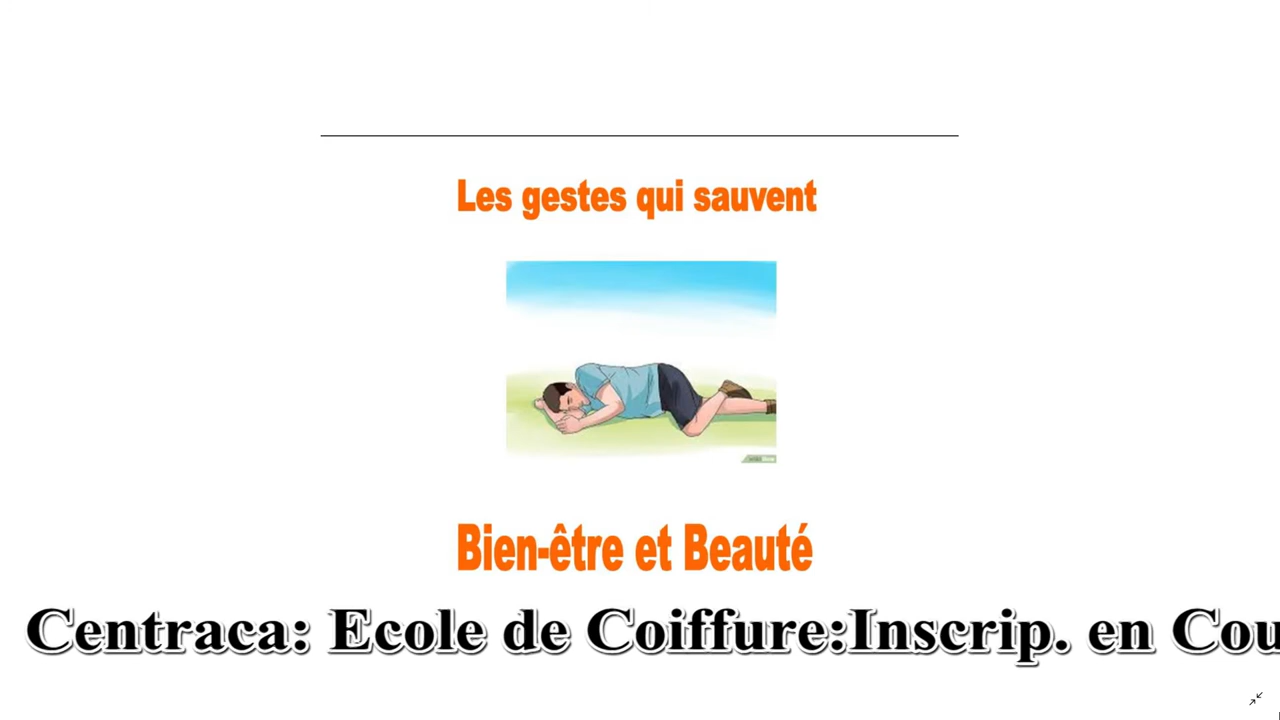 Les gestes qui sauvent
Bien-être et Beauté
Centraca: Ecole de Coiffure:Inscrip. en Cou